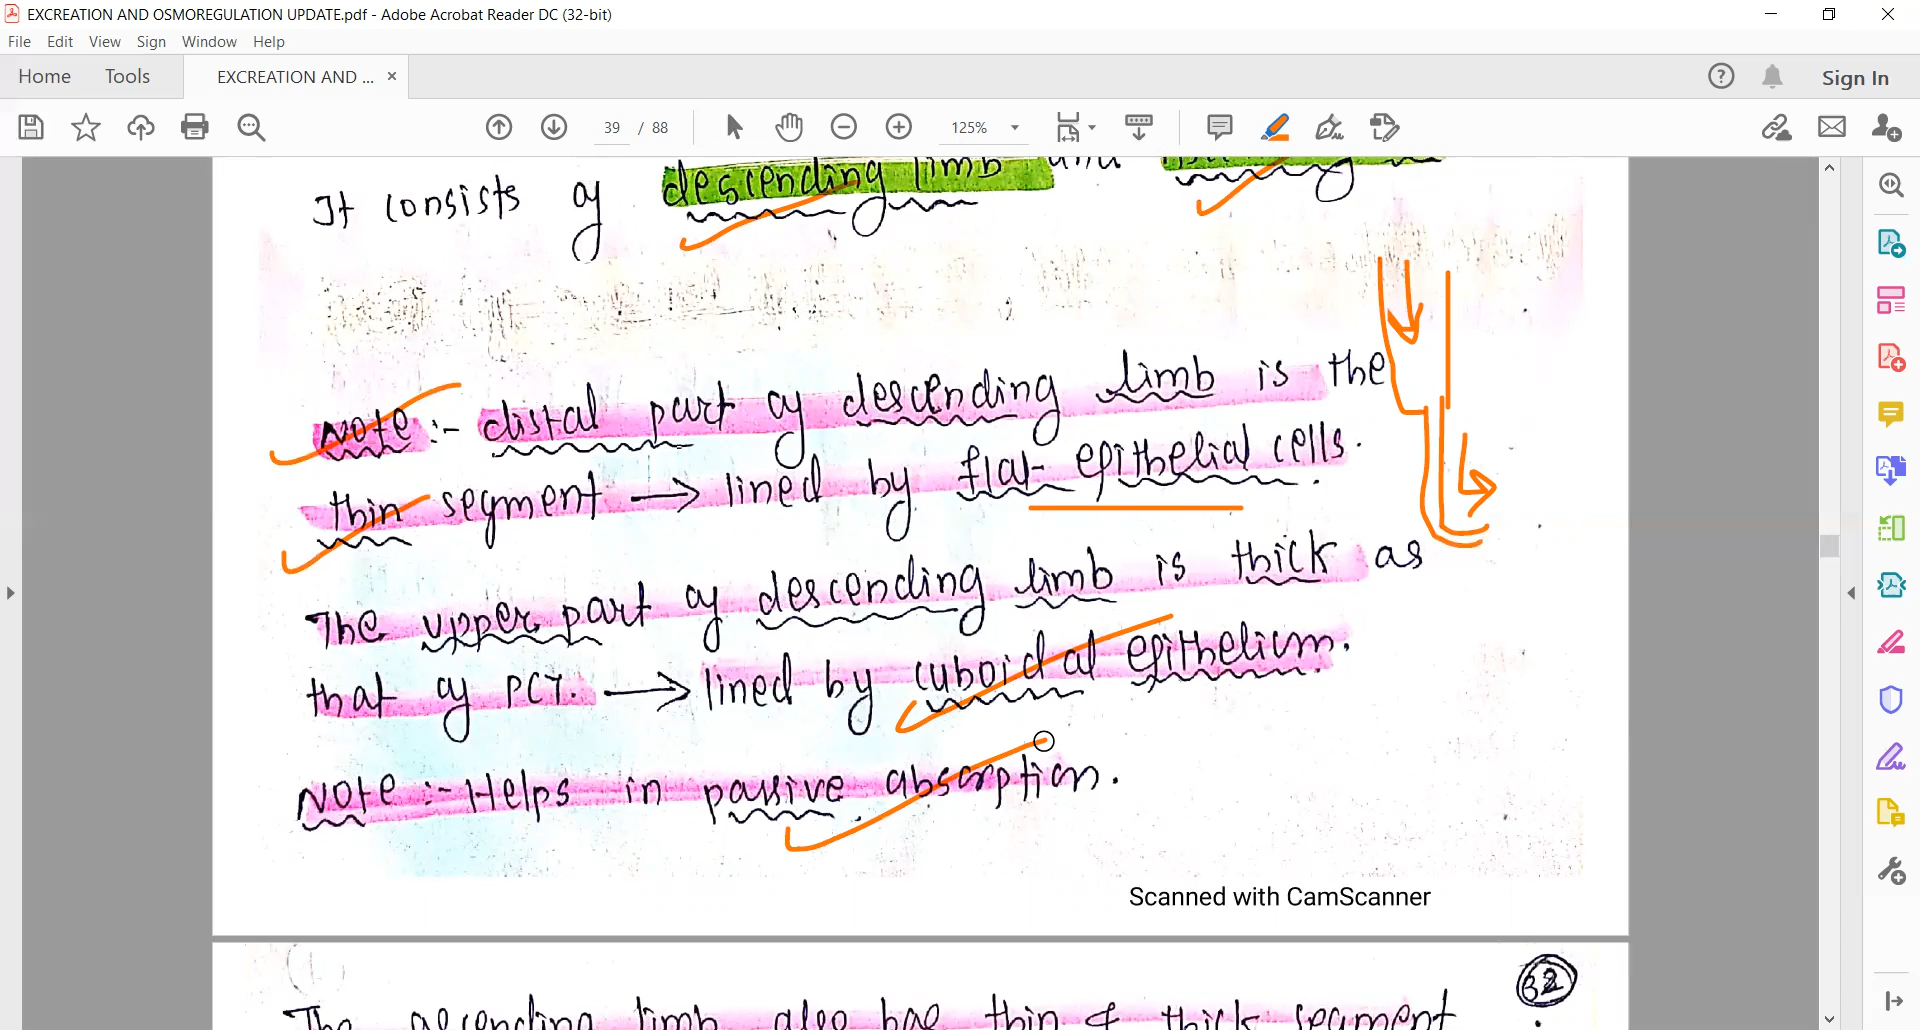 EXCREATION AND OSMOREGULATION UPDATE.pdf - Adobe Acrobat Reader DC (32-bit)
File Edit View Sign Window Help
Home Tools EXCREATION AND ... × Sign In
39 / 88 125%
It consists of descending limb and
Note :- distal part of descending limb is the
thin segment → lined by flat epithelial cells.
The upper part of descending limb is thick as
that of PCT. → lined by cuboidal epithelium.
Note :- Helps in passive absorption.
Scanned with CamScanner
32
The ascending limb also has thin & thick segment.